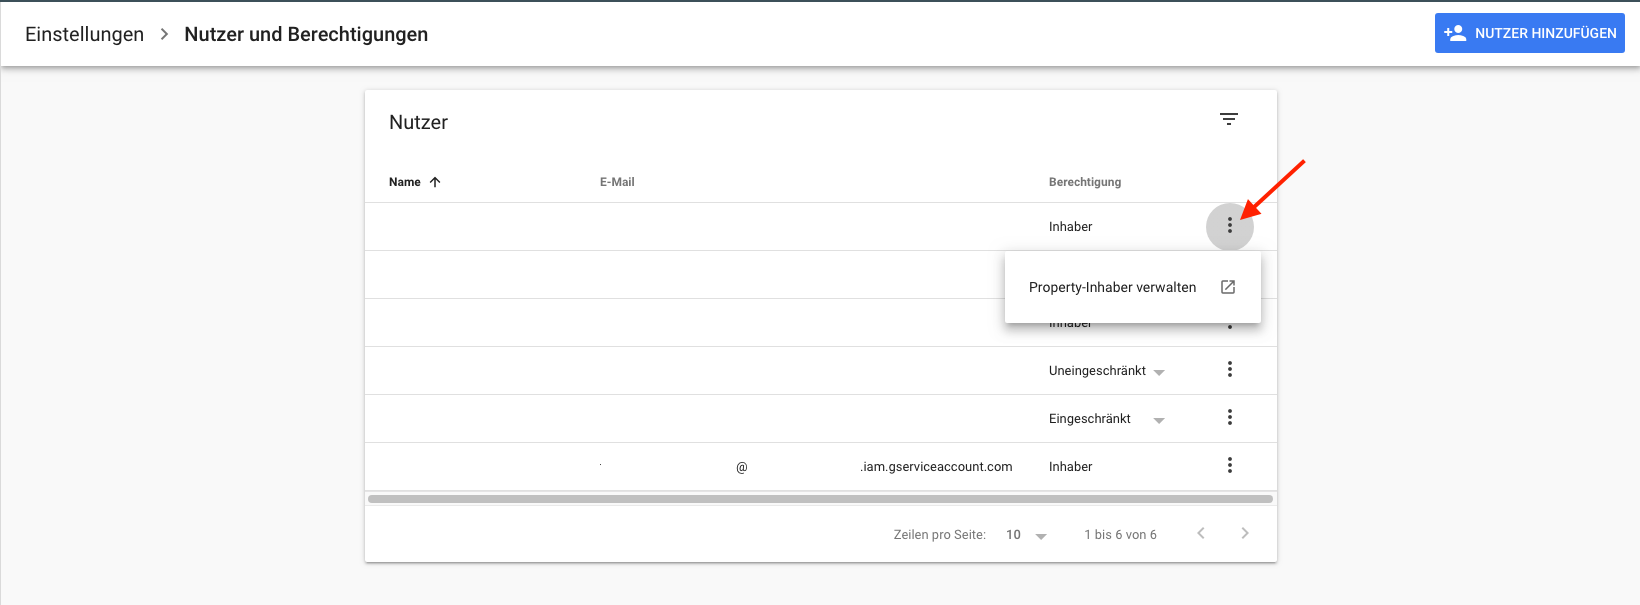 Einstellungen > Nutzer und Berechtigungen
NUTZER HINZUFÜGEN
Nutzer
Name E-Mail Berechtigung
Inhaber
Property-Inhaber verwalten
Inhaber
Uneingeschränkt
Eingeschränkt
@ .iam.gserviceaccount.com Inhaber
Zeilen pro Seite: 10 1 bis 6 von 6